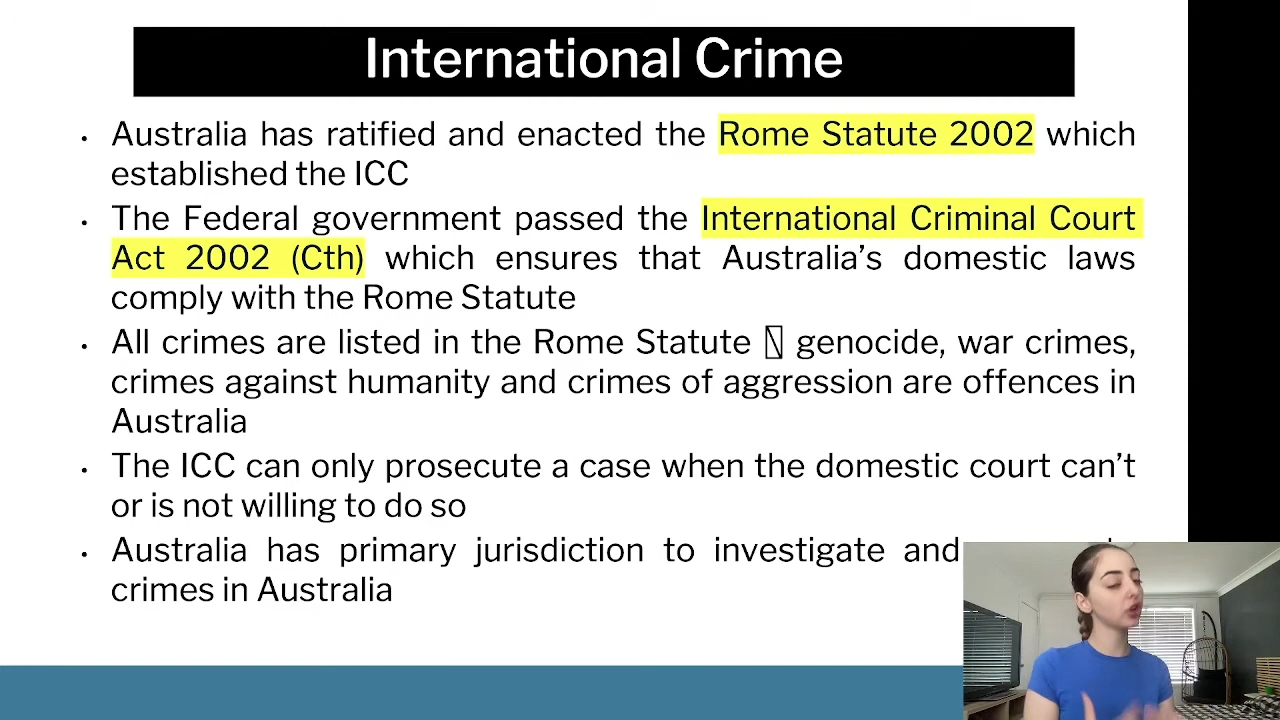 International Crime
• Australia has ratified and enacted the Rome Statute 2002 which
established the ICC
• The Federal government passed the International Criminal Court
Act 2002 (Cth) which ensures that Australia’s domestic laws
comply with the Rome Statute
• All crimes are listed in the Rome Statute genocide, war crimes,
crimes against humanity and crimes of aggression are offences in
Australia
• The ICC can only prosecute a case when the domestic court can’t
or is not willing to do so
• Australia has primary jurisdiction to investigate and
crimes in Australia